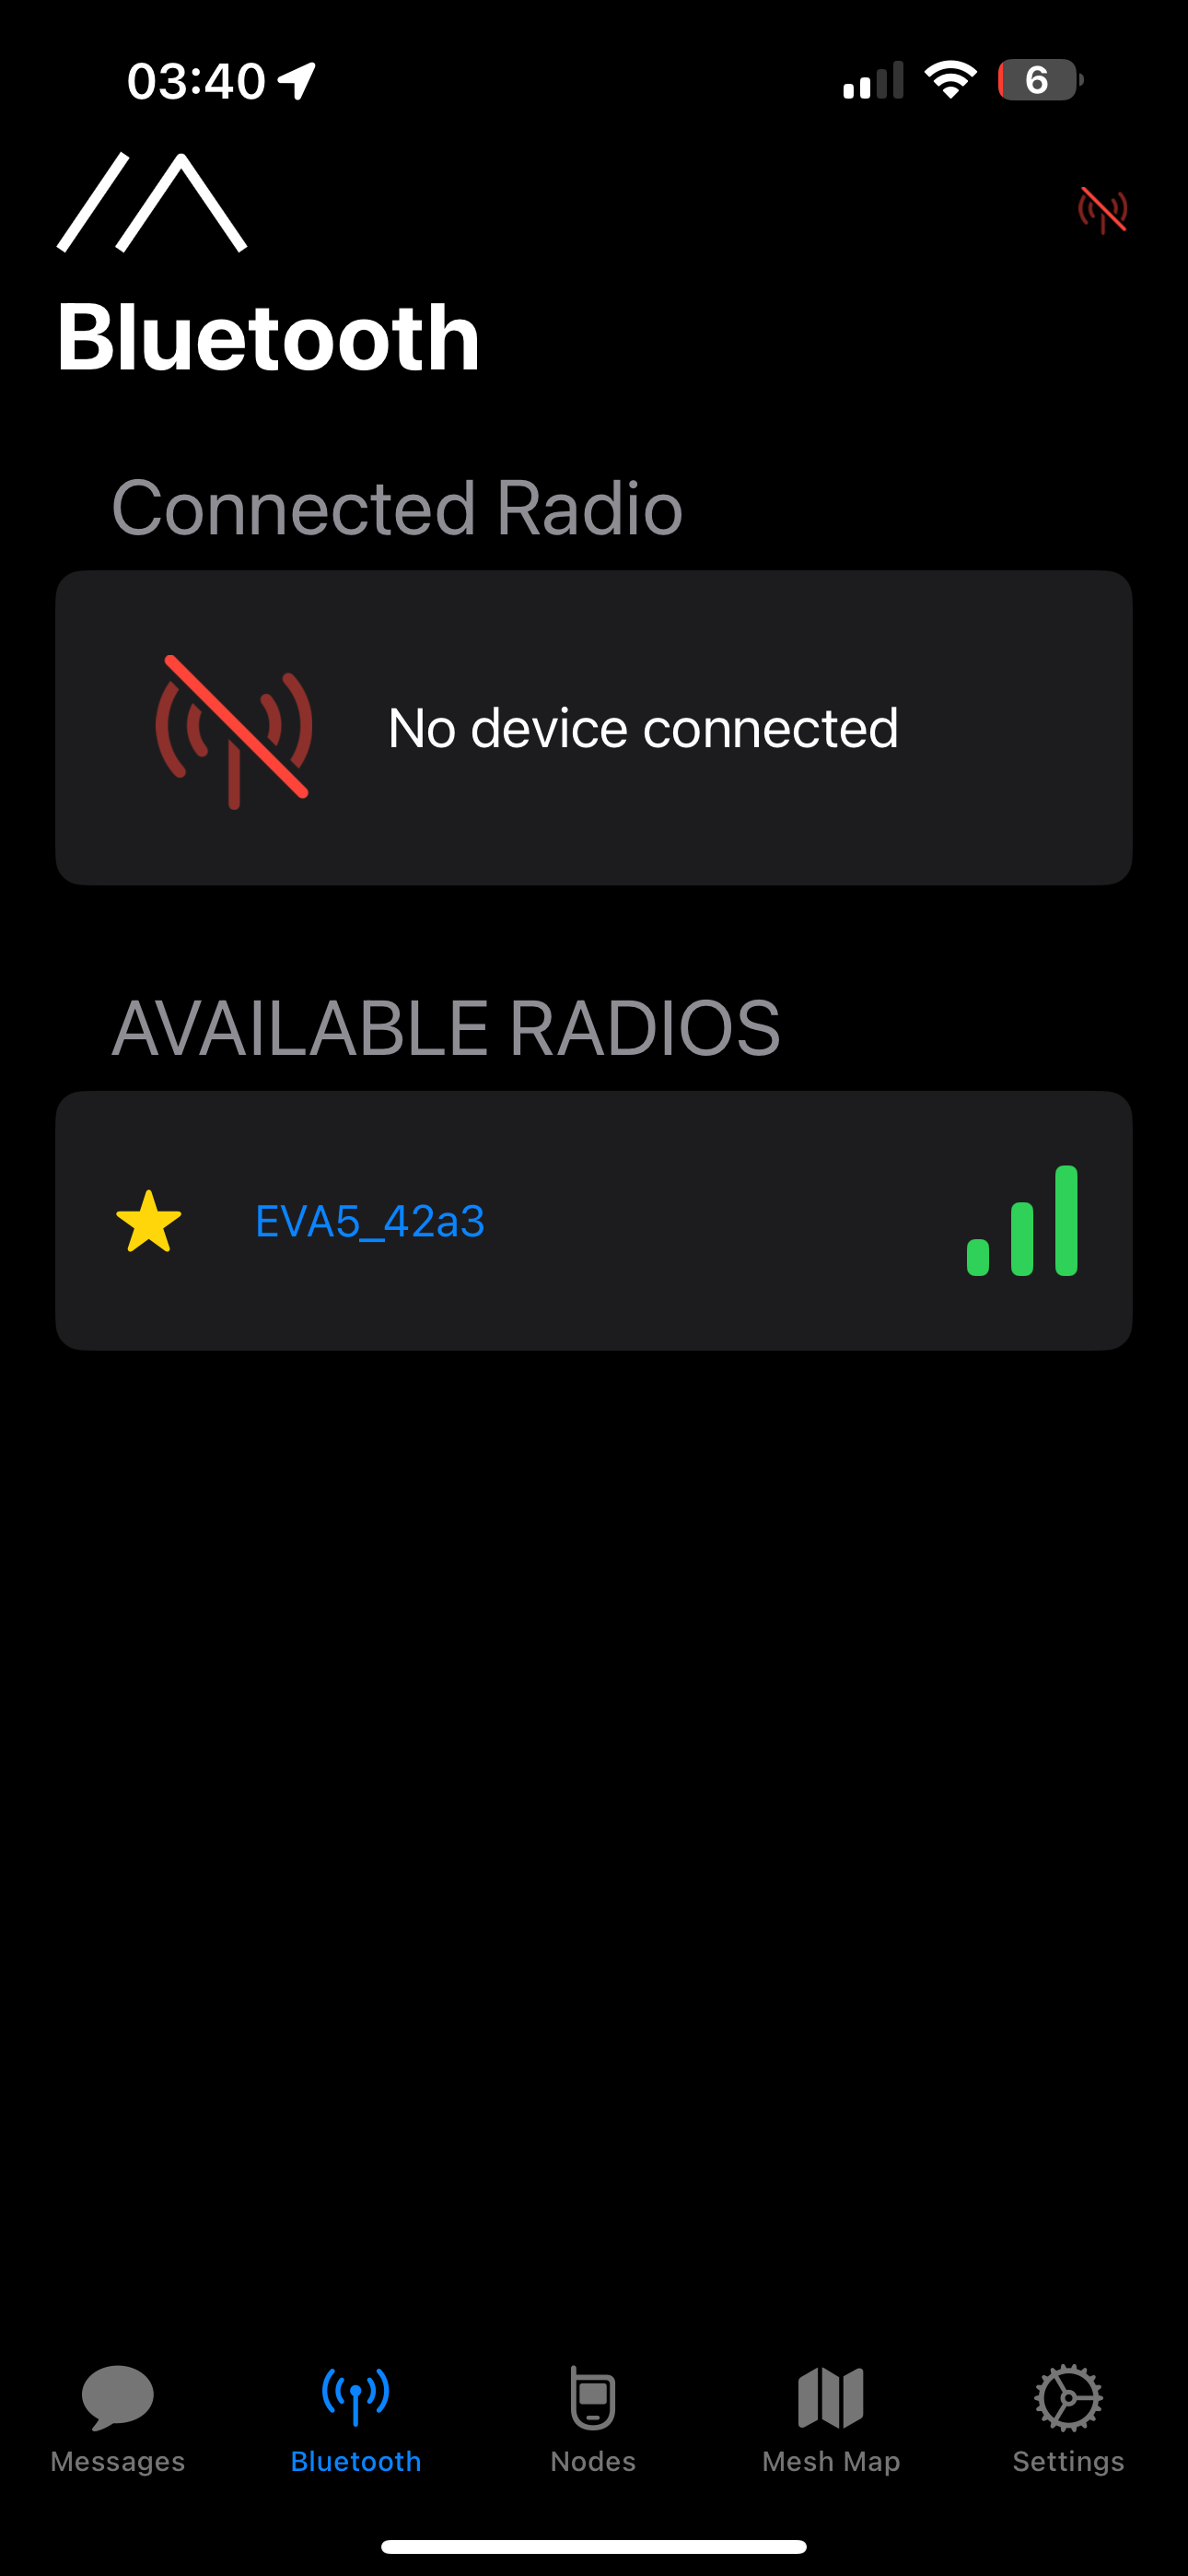 03:40
6
Bluetooth
Connected Radio
No device connected
AVAILABLE RADIOS
EVA5_42a3
Messages
Bluetooth
Nodes
Mesh Map
Settings